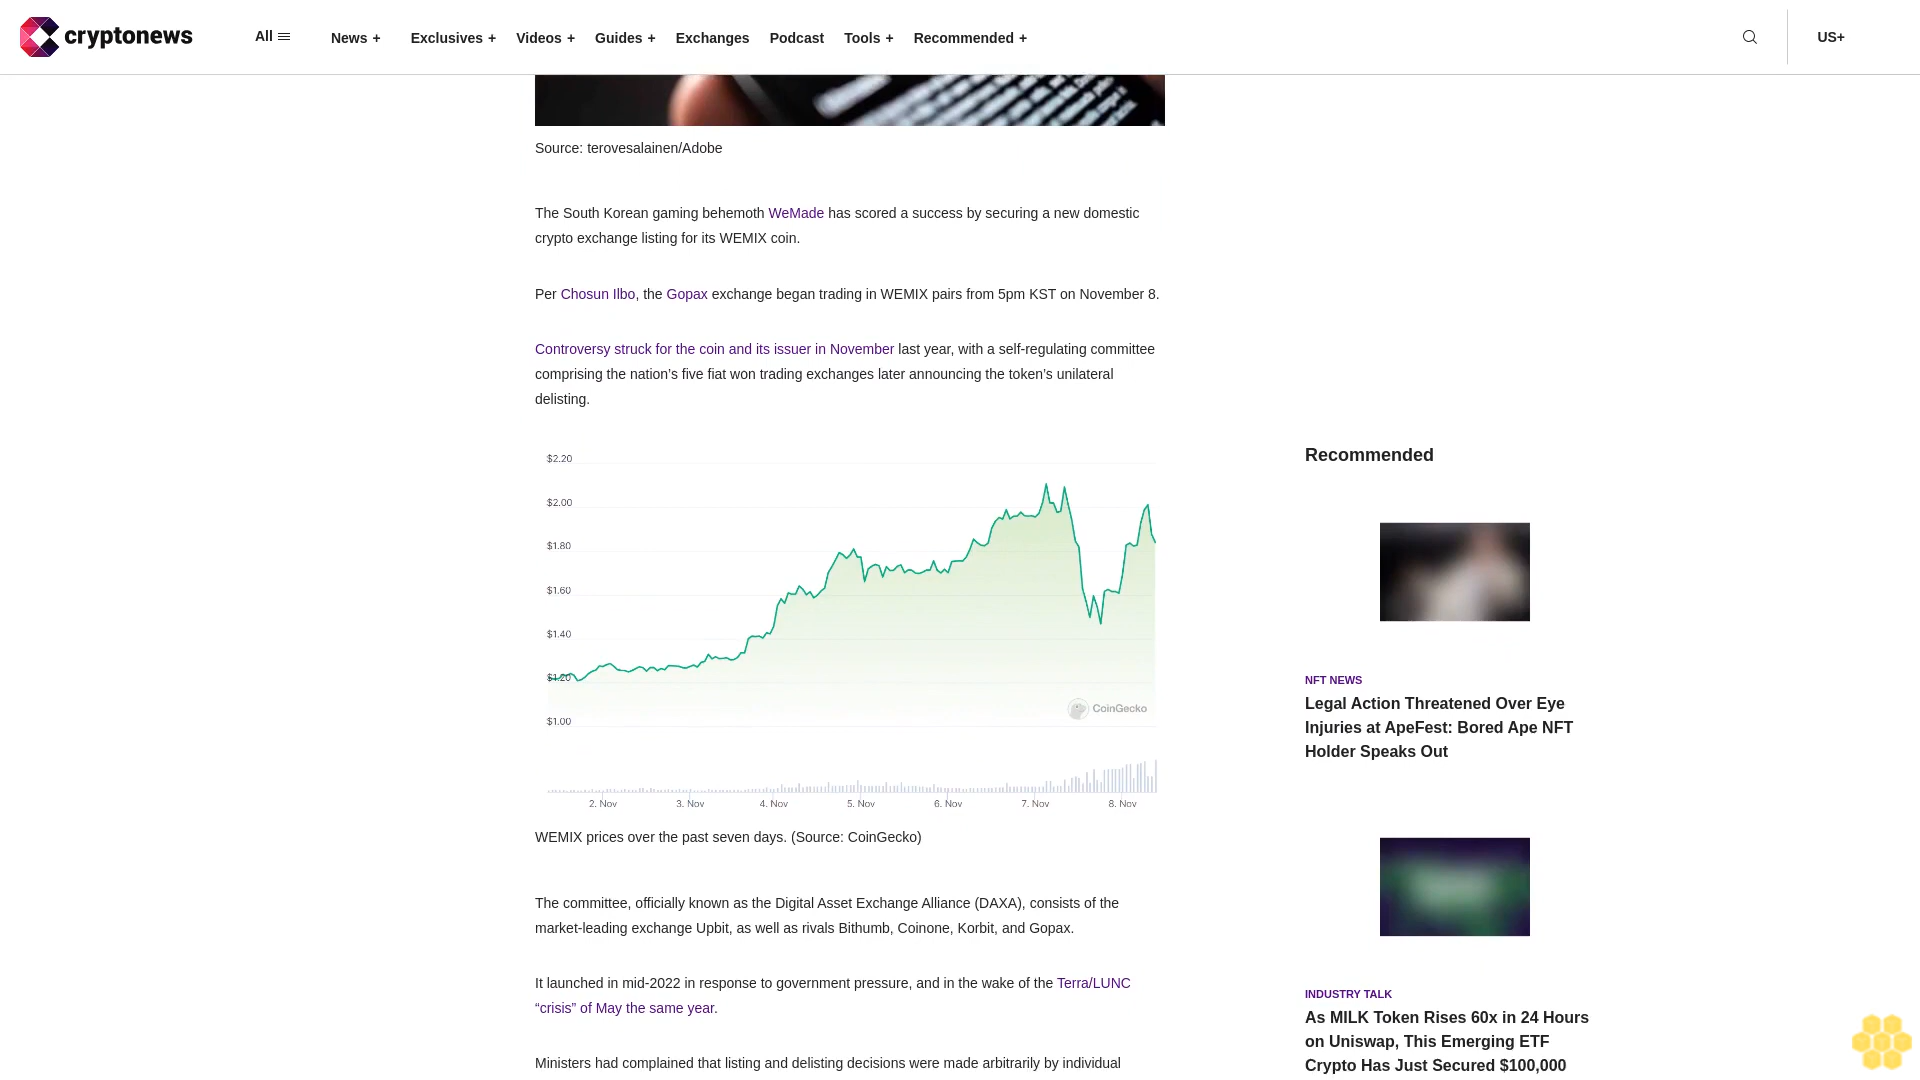 cryptonews
All
News +
Exclusives +
Videos +
Guides +
Exchanges
Podcast
Tools +
Recommended +
US+
Source: terovesalainen/Adobe
The South Korean gaming behemoth WeMade has scored a success by securing a new domestic
crypto exchange listing for its WEMIX coin.
Per Chosun Ilbo, the Gopax exchange began trading in WEMIX pairs from 5pm KST on November 8.
Controversy struck for the coin and its issuer in November last year, with a self-regulating committee
comprising the nation’s five fiat won trading exchanges later announcing the token’s unilateral
delisting.
$2.20
$2.00
$1.80
$1.60
$1.40
$1.20
$1.00
CoinGecko
2. Nov
3. Nov
4. Nov
5. Nov
6. Nov
7. Nov
8. Nov
WEMIX prices over the past seven days. (Source: CoinGecko)
The committee, officially known as the Digital Asset Exchange Alliance (DAXA), consists of the
market-leading exchange Upbit, as well as rivals Bithumb, Coinone, Korbit, and Gopax.
It launched in mid-2022 in response to government pressure, and in the wake of the Terra/LUNC
“crisis” of May the same year.
Ministers had complained that listing and delisting decisions were made arbitrarily by individual
Recommended
NFT NEWS
Legal Action Threatened Over Eye
Injuries at ApeFest: Bored Ape NFT
Holder Speaks Out
INDUSTRY TALK
As MILK Token Rises 60x in 24 Hours
on Uniswap, This Emerging ETF
Crypto Has Just Secured $100,000